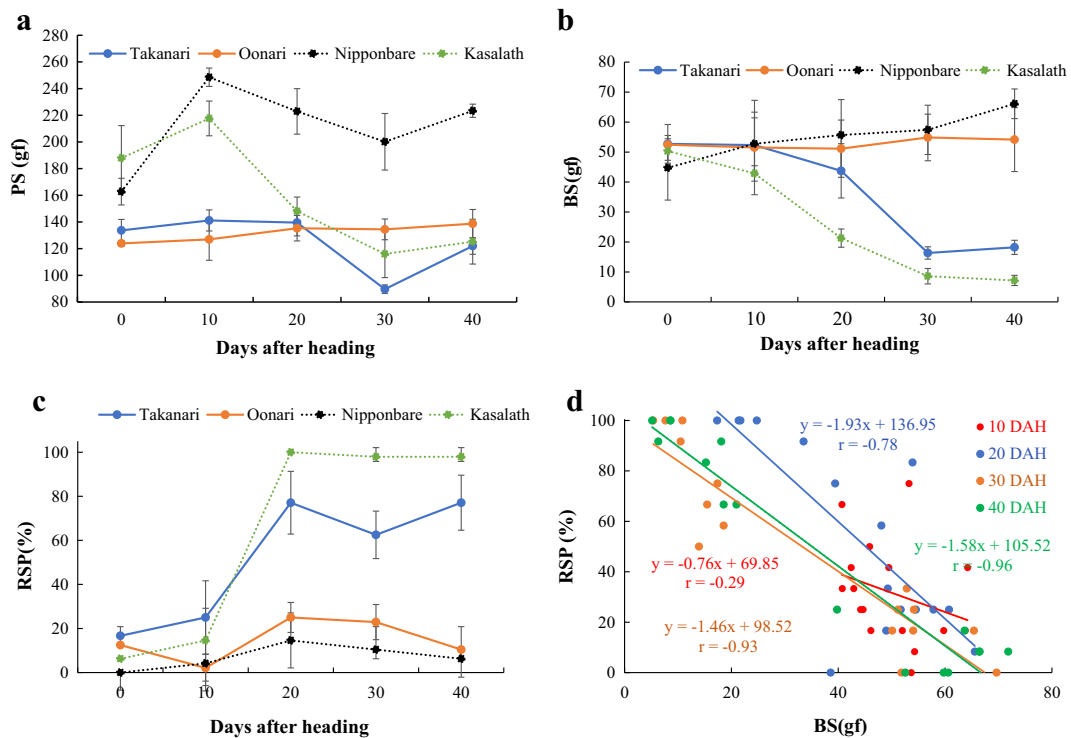 a
Takanari Oonari Nipponbare Kasalath
PS (gf)
280
260
240
220
200
180
160
140
120
100
80
0 10 20 30 40
Days after heading
b
Takanari Oonari Nipponbare Kasalath
BS(gf)
80
70
60
50
40
30
20
10
0
0 10 20 30 40
Days after heading
c
Takanari Oonari Nipponbare Kasalath
RSP(%)
100
80
60
40
20
0
0 10 20 30 40
Days after heading
d
RSP (%)
100
80
60
40
20
0
0 20 40 60 80
BS(gf)
y = -1.93x + 136.95
r = -0.78
10 DAH
20 DAH
30 DAH
40 DAH
y = -1.58x + 105.52
r = -0.96
y = -0.76x + 69.85
r = -0.29
y = -1.46x + 98.52
r = -0.93